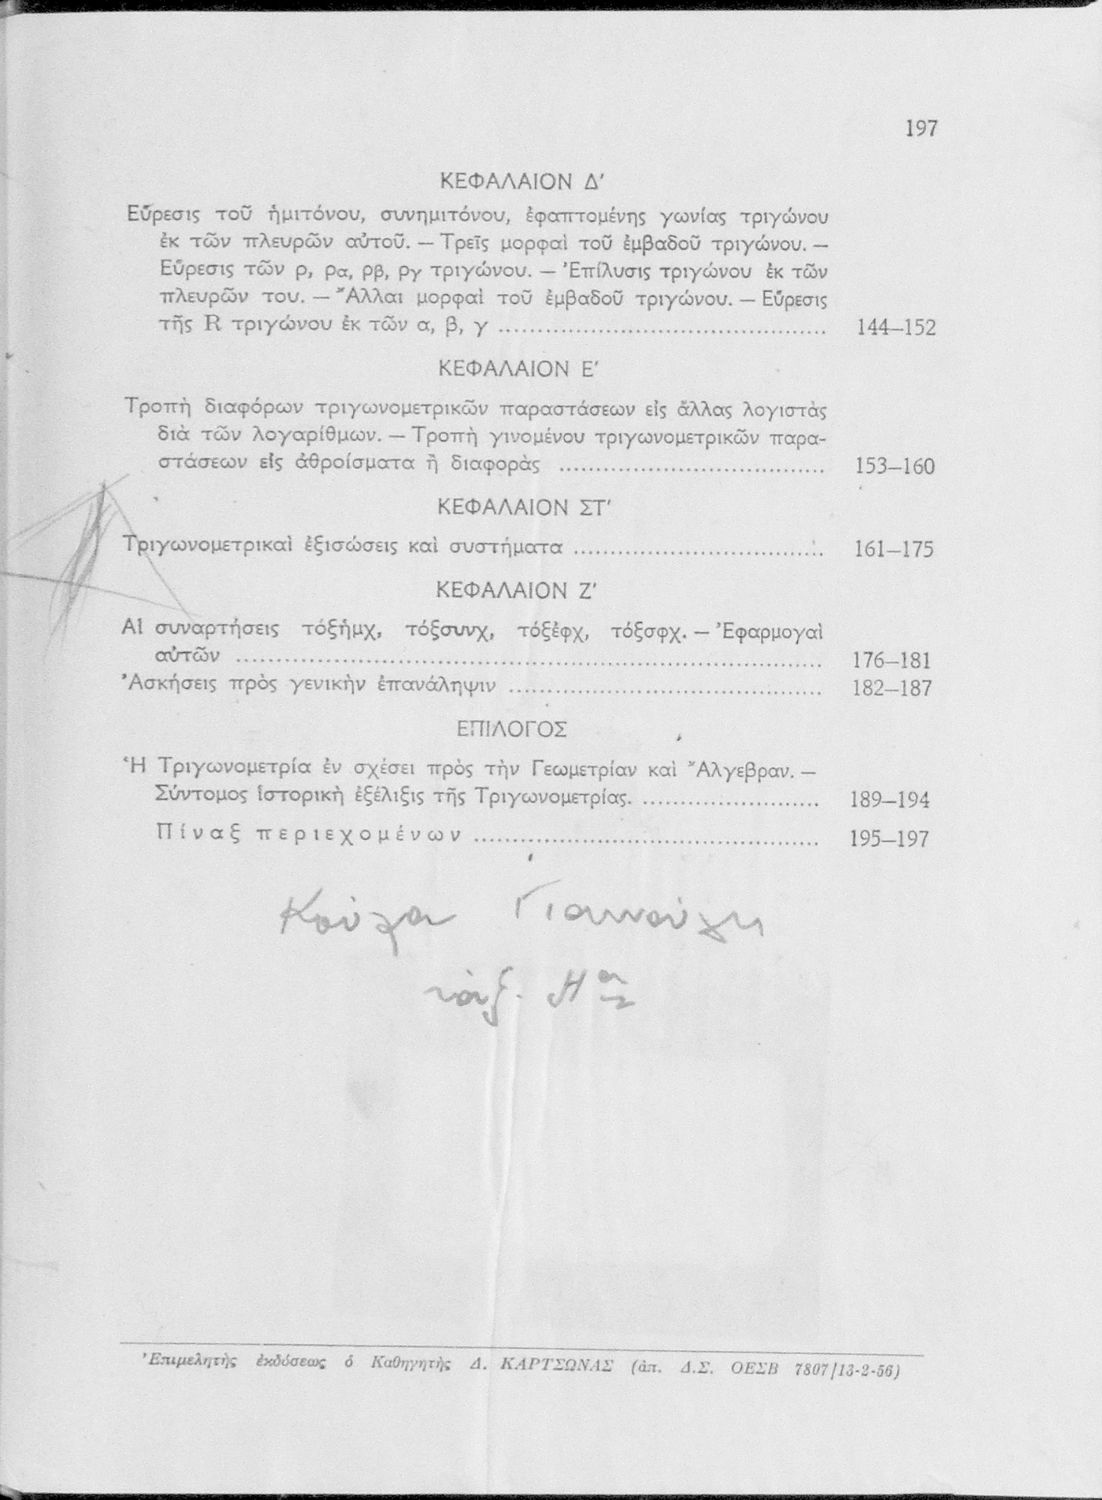 197
ΚΕΦΑΛΑΙΟΝ Δ′
Εὕρεσις τοῦ ἡμιτόνου, συνημιτόνου, ἐφαπτομένης γωνίας τριγώνου
ἐκ τῶν πλευρῶν αὐτοῦ. — Τρεῖς μορφαὶ τοῦ ἐμβαδοῦ τριγώνου. —
Εὕρεσις τῶν ρ, ρα, ρβ, ργ τριγώνου. — Ἐπίλυσις τριγώνου ἐκ τῶν
πλευρῶν του. — Ἄλλαι μορφαὶ τοῦ ἐμβαδοῦ τριγώνου. — Εὕρεσις
τῆς R τριγώνου ἐκ τῶν α, β, γ ........................................... 144—152
ΚΕΦΑΛΑΙΟΝ Ε′
Τροπὴ διαφόρων τριγωνομετρικῶν παραστάσεων εἰς ἄλλας λογιστὰς
διὰ τῶν λογαρίθμων. — Τροπὴ γινομένου τριγωνομετρικῶν παρα-
στάσεων εἰς ἀθροίσματα ἢ διαφορὰς .................................... 153—160
ΚΕΦΑΛΑΙΟΝ ΣΤ′
Τριγωνομετρικαὶ ἐξισώσεις καὶ συστήματα .................................. 161—175
ΚΕΦΑΛΑΙΟΝ Ζ′
Αἱ συναρτήσεις τόξἡμχ, τόξσυνχ, τόξἐφχ, τόξσφχ. — Ἐφαρμογαὶ
αὐτῶν ................................................................................ 176—181
Ἀσκήσεις πρὸς γενικὴν ἐπανάληψιν .......................................... 182—187
ΕΠΙΛΟΓΟΣ
Ἡ Τριγωνομετρία ἐν σχέσει πρὸς τὴν Γεωμετρίαν καὶ Ἄλγεβραν. —
Σύντομος ἱστορικὴ ἐξέλιξις τῆς Τριγωνομετρίας. ........................ 189—194
Πίναξ περιεχομένων .............................................. 195—197
Κούλα Γιαννούλη
τάξ. Η
Ἐπιμελητὴς ἐκδόσεως ὁ Καθηγητὴς Δ. ΚΑΡΤΣΩΝΑΣ (ἀπ. Δ.Σ. ΟΕΣΒ 7807/13-2-56)